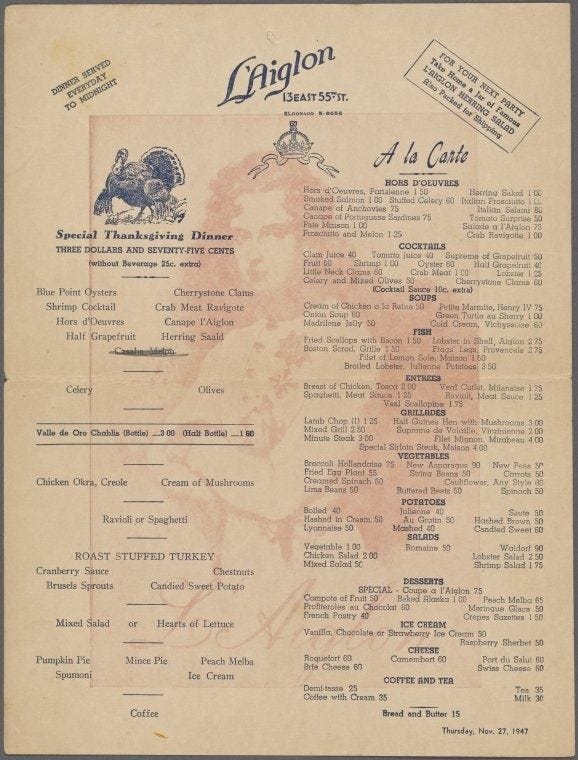 DINNER SERVED
EVERYDAY
TO MIDNIGHT
L'Aiglon
13 EAST 55TH ST.
ELDORADO 5-8654
FOR YOUR NEXT PARTY
Take Home a Jar of Famous
L'AIGLON HERRING SALAD
Also Packed for Shipping
Special Thanksgiving Dinner
THREE DOLLARS AND SEVENTY-FIVE CENTS
(without Beverage 25c. extra)
Blue Point Oysters Cherrystone Clams
Shrimp Cocktail Crab Meat Ravigote
Hors d'Oeuvres Canape l'Aiglon
Half Grapefruit Herring Saald
Celery Olives
Valle de Oro Chablis (Bottle) ....3 00 (Half Bottle) ....1 60
Chicken Okra, Creole Cream of Mushrooms
Ravioli or Spaghetti
ROAST STUFFED TURKEY
Cranberry Sauce Chestnuts
Brusels Sprouts Candied Sweet Potato
Mixed Salad or Hearts of Lettuce
Pumpkin Pie Mince Pie Peach Melba
Spumoni Ice Cream
Coffee
A la Carte
HORS D'OEUVRES
Hors d'Oeuvres, Parisienne 1 50 Herring Salad 1 00
Smoked Salmon 1 00 Stuffed Celery 60 Italian Prosciutto 1
Canape of Anchovies 75 Italian Salami 80
Canape of Portuguese Sardines 75 Tomato Surprise 50
Pate Maison 1 00 Salade a l'Aiglon 75
Prosciutto and Melon 1 25 Crab Ravigotte 1 00
COCKTAILS
Clam Juice 40 Tomato Juice 40 Supreme of Grapefruit 50
Fruit 50 Shrimp 1 00 Oyster 60 Half Grapefruit 40
Little Neck Clams 60 Crab Meat 1 00 Lobster 1 25
Celery and Mixed Olives 50 Cherrystone Clams 60
(Cocktail Sauce 10c. extra)
SOUPS
Cream of Chicken a la Reine 50 Petite Marmite, Henry IV 75
Onion Soup 60 Green Turtle au Sherry 1 00
Madrilene Jelly 50 Cold Cream, Vichyssoise 60
FISH
Fried Scallops with Bacon 1 50 Lobster in Shell, Aiglon 2 75
Boston Scrod, Grille 1 50 Frogs' Legs, Provencale 2 75
Filet of Lemon Sole, Maison 1 50
Broiled Lobster, Julienne Potatoes 3 50
ENTREES
Breast of Chicken, Tosca 2 00 Veal Cutlet, Milanaise 1 75
Spaghetti, Meat Sauce 1 25 Ravioli, Meat Sauce 1 25
Veal Scallopine 1 75
GRILLADES
Lamb Chop (1) 1 25 Half Guinea Hen with Mushrooms 3 00
Mixed Grill 2 50 Supreme de Volaille, Virginienne 2 00
Minute Steak 3 00 Filet Mignon, Mirabeau 4 00
Special Sirloin Steak, Maison 4 00
VEGETABLES
Broccoli Hollandaise 75 New Asparagus 90 New Peas
Fried Egg Plant 55 String Beans 50 Carrots 50
Creamed Spinach 60 Cauliflower, Any Style 60
Lima Beans 50 Buttered Beets 50 Spinach 50
POTATOES
Boiled 40 Julienne 40 Saute 50
Hashed in Cream 50 Au Gratin 50 Hashed Brown 50
Lyonnaise 50 Mashed 40 Candied Sweet 60
SALADS
Vegetable 1 00 Romaine 50 Waldorf 90
Chicken Salad 2 00 Lobster Salad 2 50
Mixed Salad 50 Shrimp Salad 1 75
DESSERTS
SPECIAL - Coupe a l'Aiglon 75
Compote of Fruit 50 Baked Alaska 1 00 Peach Melba 65
Profiteroles au Chocolat 60 Meringue Glace 50
French Pastry 40 Crepes Suzettes 1 50
ICE CREAM
Vanilla, Chocolate or Strawberry Ice Cream 50
Raspberry Sherbet 50
CHEESE
Roquefort 60 Camembert 60 Port du Salut 60
Brie Cheese 60 Swiss Cheese 60
COFFEE AND TEA
Demi-tasse 25 Tea 35
Coffee with Cream 35 Milk 30
Bread and Butter 15
Thursday, Nov. 27, 1947